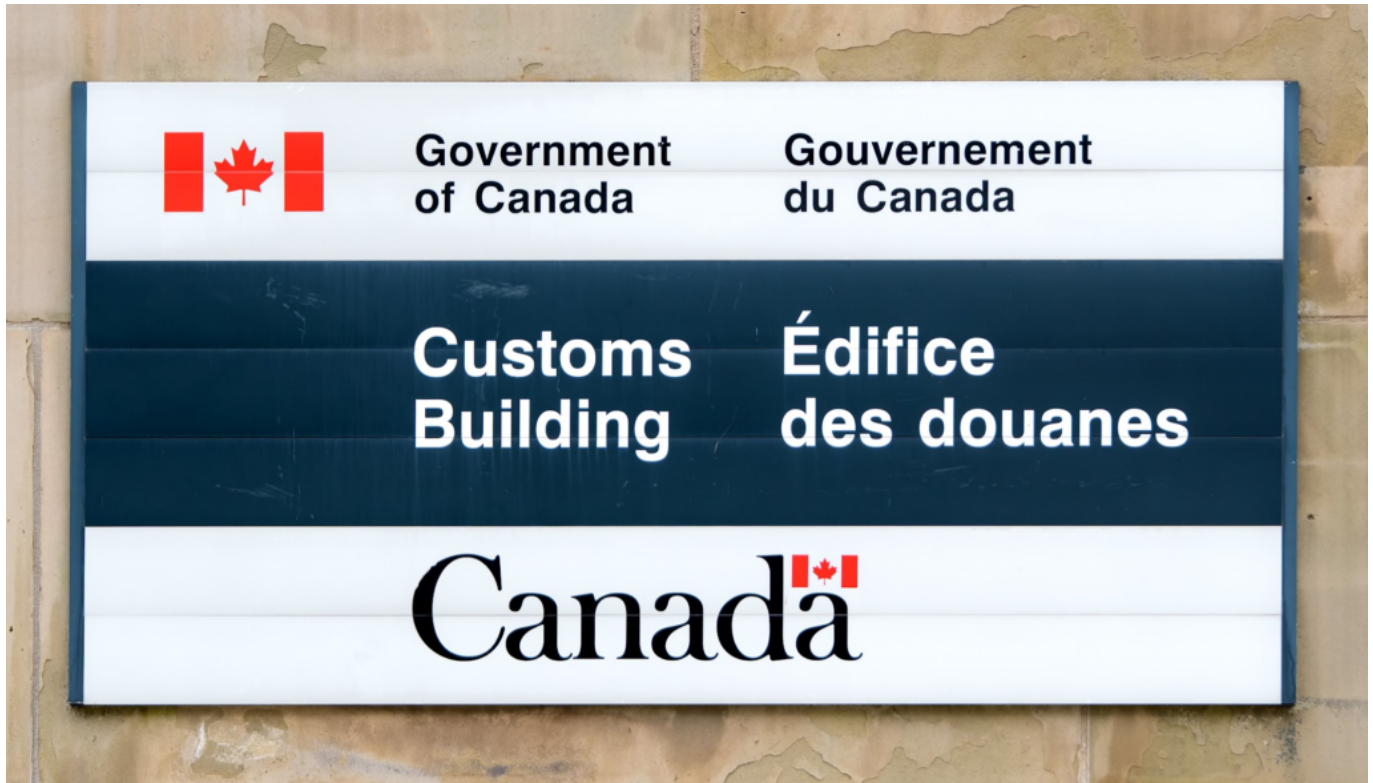 Government
of Canada
Gouvernement
du Canada
Customs
Building
Édifice
des douanes
Canada